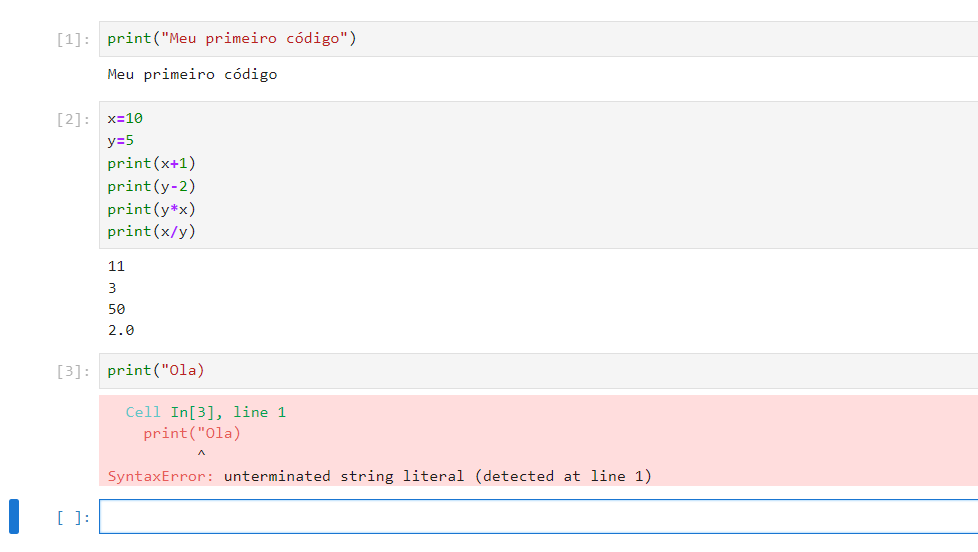 [1]: print("Meu primeiro código")
Meu primeiro código
[2]: x=10
y=5
print(x+1)
print(y-2)
print(y*x)
print(x/y)
11
3
50
2.0
[3]: print("Ola)
Cell In[3], line 1
print("Ola)
^
SyntaxError: unterminated string literal (detected at line 1)
[ ]: